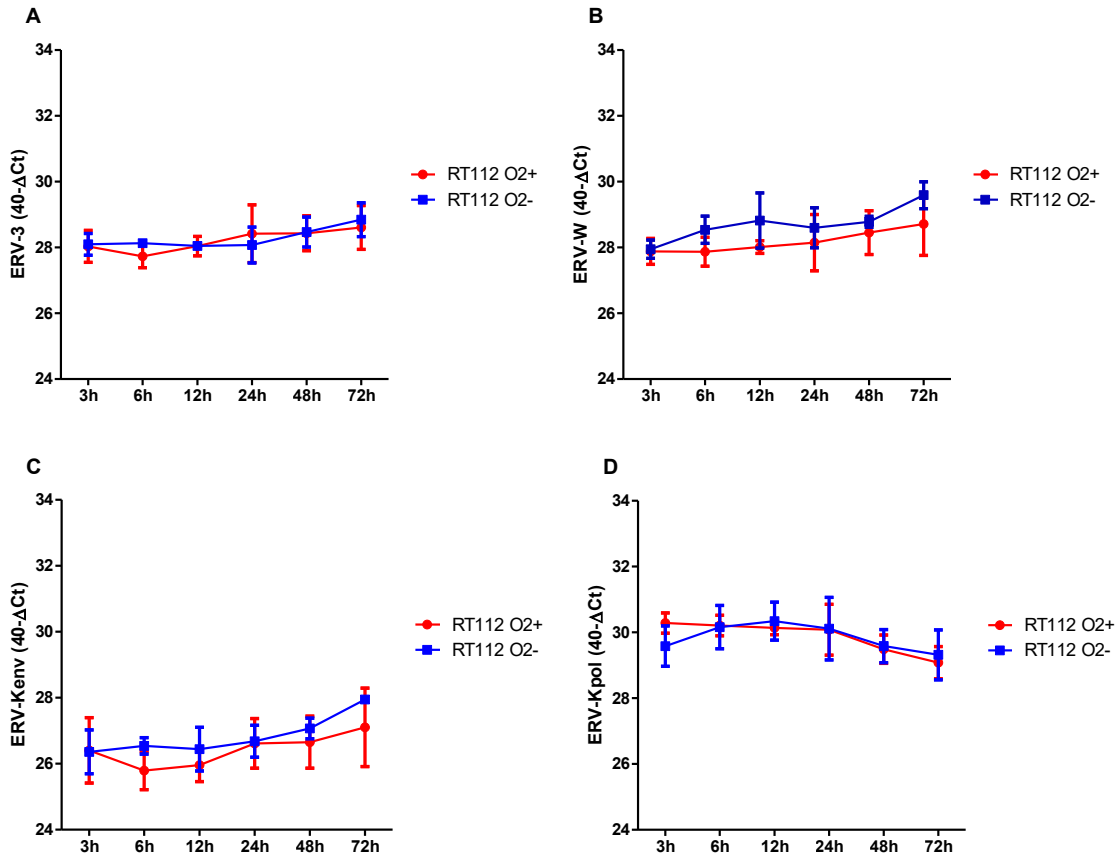 A
ERV-3 (40-ΔCt)
34
32
30
28
26
24
3h 6h 12h 24h 48h 72h
RT112 O2+
RT112 O2-
B
ERV-W (40-ΔCt)
34
32
30
28
26
24
3h 6h 12h 24h 48h 72h
RT112 O2+
RT112 O2-
C
ERV-Kenv (40-ΔCt)
34
32
30
28
26
24
3h 6h 12h 24h 48h 72h
RT112 O2+
RT112 O2-
D
ERV-Kpol (40-ΔCt)
34
32
30
28
26
24
3h 6h 12h 24h 48h 72h
RT112 O2+
RT112 O2-